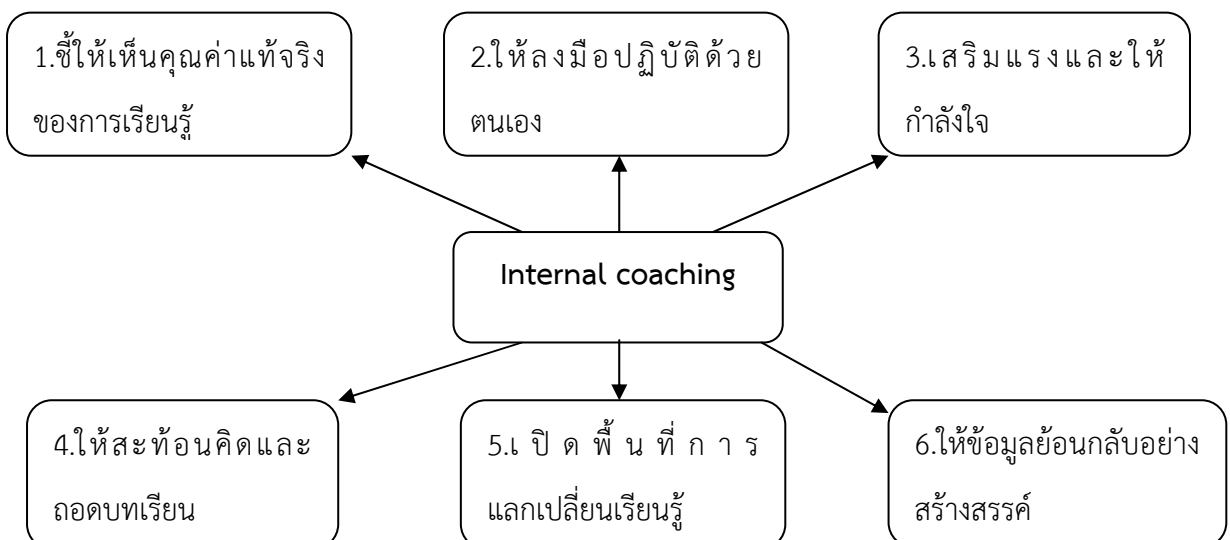 1.ชี้ให้เห็นคุณค่าแท้จริง
ของการเรียนรู้
2.ให้ลงมือปฏิบัติด้วย
ตนเอง
3.เสริมแรงและให้
กำลังใจ
Internal coaching
4.ให้สะท้อนคิดและ
ถอดบทเรียน
5.เปิดพื้นที่การ
แลกเปลี่ยนเรียนรู้
6.ให้ข้อมูลย้อนกลับอย่าง
สร้างสรรค์